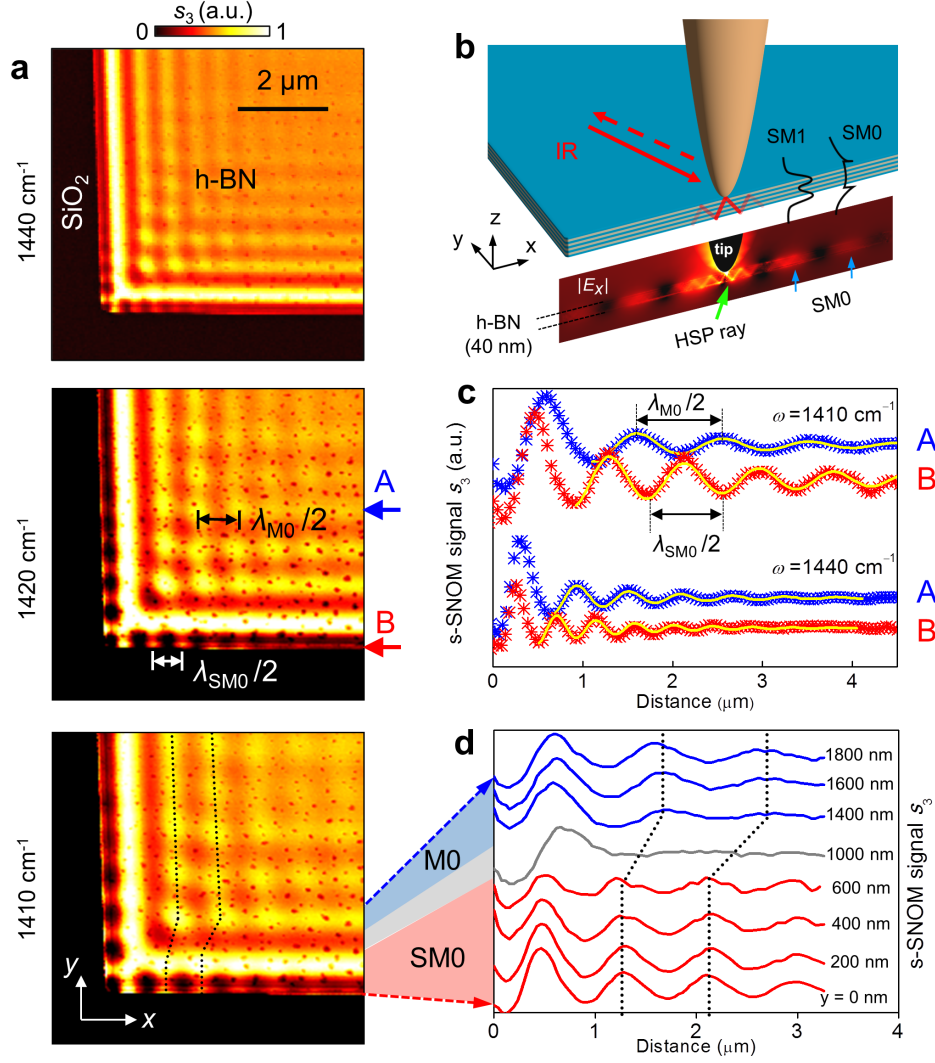 s₃ (a.u.)
0 1
a
2 μm
h-BN
SiO₂
1440 cm⁻¹
b
IR
SM1
SM0
z
y
x
tip
|Eₓ|
h-BN
(40 nm)
HSP ray
SM0
A
λM0 /2
1420 cm⁻¹
B
λSM0 /2
c
λM0 /2
ω = 1410 cm⁻¹
A
B
λSM0 /2
ω = 1440 cm⁻¹
A
B
s-SNOM signal s₃ (a.u.)
0 1 2 3 4
Distance (μm)
1410 cm⁻¹
y
x
M0
SM0
d
1800 nm
1600 nm
1400 nm
1000 nm
600 nm
400 nm
200 nm
y = 0 nm
s-SNOM signal s₃
0 1 2 3 4
Distance (μm)